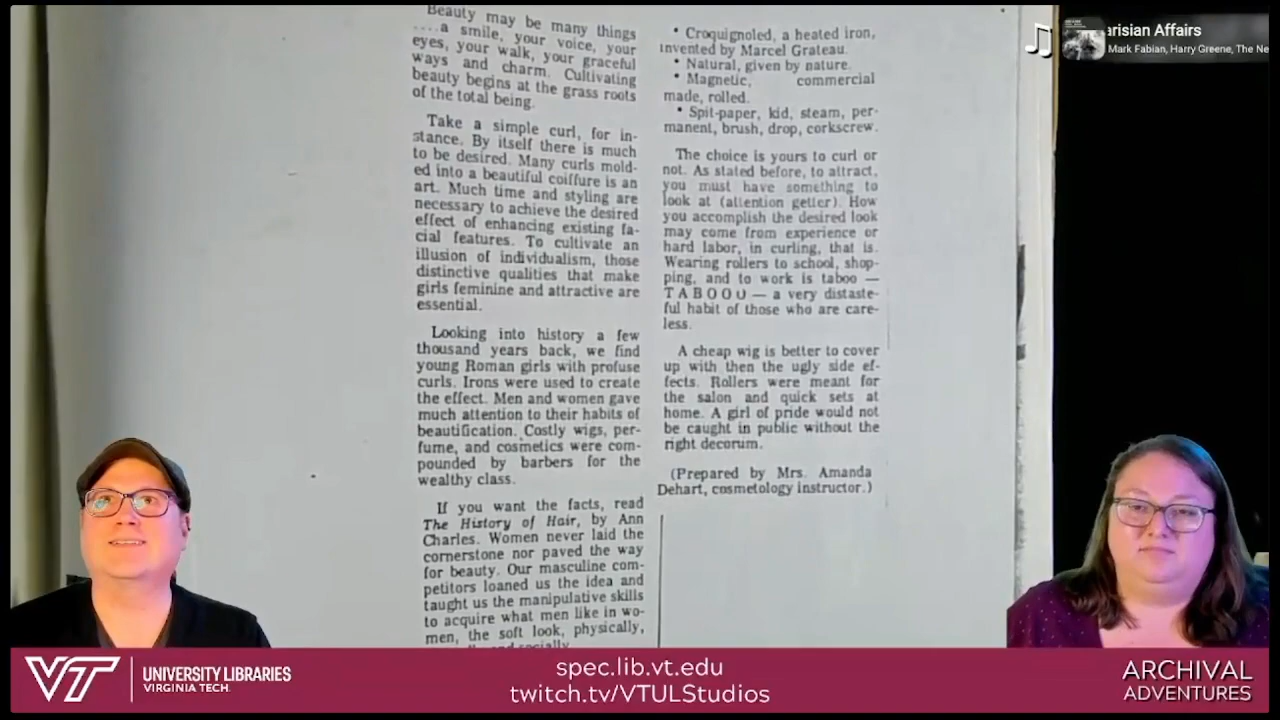 Beauty may be many things
....a smile, your voice, your
eyes, your walk, your graceful
ways and charm. Cultivating
beauty begins at the grass roots
of the total being.
Take a simple curl, for in-
stance. By itself there is much
to be desired. Many curls mold-
ed into a beautiful coiffure is an
art. Much time and styling are
necessary to achieve the desired
effect of enhancing existing fa-
cial features. To cultivate an
illusion of individualism, those
distinctive qualities that make
girls feminine and attractive are
essential.
Looking into history a few
thousand years back, we find
young Roman girls with profuse
curls. Irons were used to create
the effect. Men and women gave
much attention to their habits of
beautification. Costly wigs, per-
fume, and cosmetics were com-
pounded by barbers for the
wealthy class.
If you want the facts, read
The History of Hair, by Ann
Charles. Women never laid the
cornerstone nor paved the way
for beauty. Our masculine com-
petitors loaned us the idea and
taught us the manipulative skills
to acquire what men like in wo-
men, the soft look, physically,
socially
* Croquignoled, a heated iron,
invented by Marcel Grateau.
* Natural, given by nature.
* Magnetic, commercial
made, rolled.
* Spit-paper, kid, steam, per-
manent, brush, drop, corkscrew.
The choice is yours to curl or
not. As stated before, to attract,
you must have something to
look at (attention getter). How
you accomplish the desired look
may come from experience or
hard labor, in curling, that is.
Wearing rollers to school, shop-
ping, and to work is taboo —
TABOOO — a very distaste-
ful habit of those who are care-
less.
A cheap wig is better to cover
up with then the ugly side ef-
fects. Rollers were meant for
the salon and quick sets at
home. A girl of pride would not
be caught in public without the
right decorum.
(Prepared by Mrs. Amanda
Dehart, cosmetology instructor.)
arisian Affairs
Mark Fabian, Harry Greene, The Ne
VT
UNIVERSITY LIBRARIES
VIRGINIA TECH.
spec.lib.vt.edu
twitch.tv/VTULStudios
ARCHIVAL
ADVENTURES